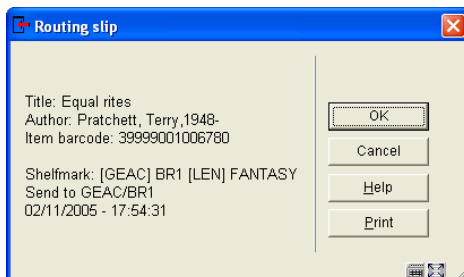 Routing slip
Title: Equal rites
Author: Pratchett, Terry,1948-
Item barcode: 39999001006780
Shelfmark: [GEAC] BR1 [LEN] FANTASY
Send to GEAC/BR1
02/11/2005 - 17:54:31
OK
Cancel
Help
Print